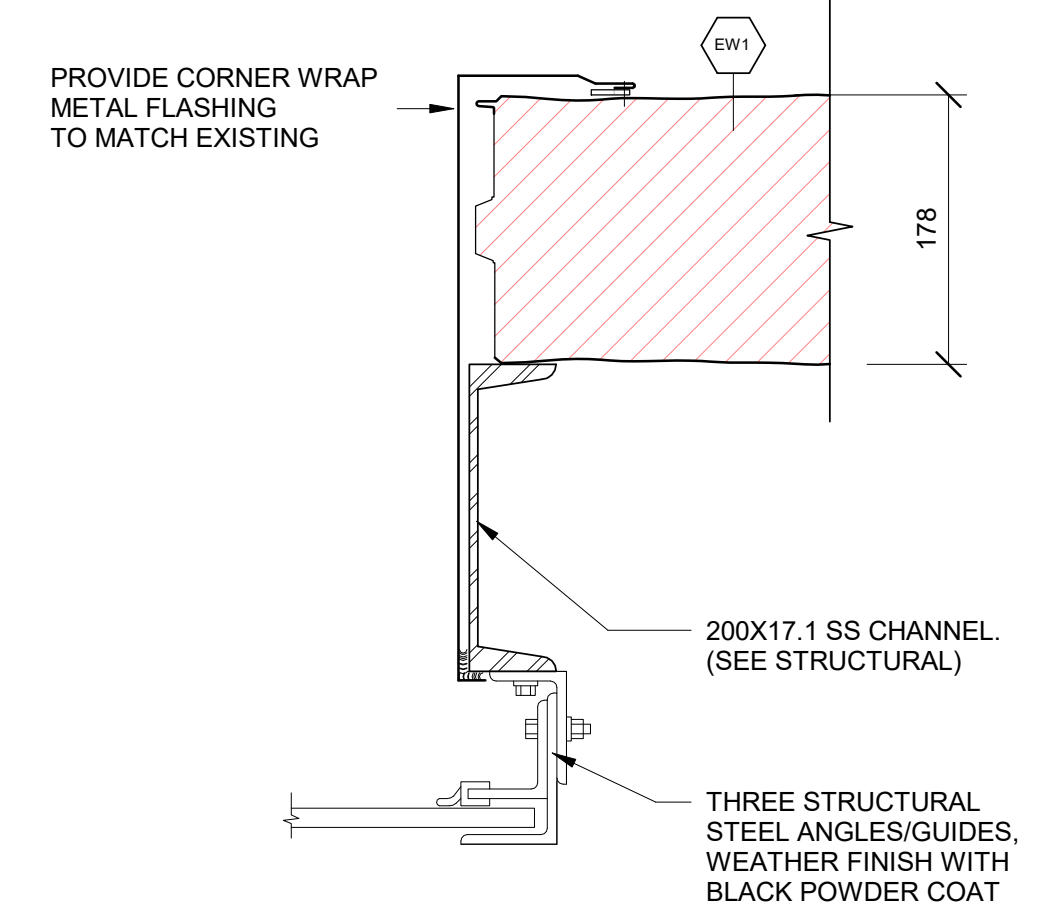 EW1
PROVIDE CORNER WRAP
METAL FLASHING
TO MATCH EXISTING
178
200X17.1 SS CHANNEL.
(SEE STRUCTURAL)
THREE STRUCTURAL
STEEL ANGLES/GUIDES,
WEATHER FINISH WITH
BLACK POWDER COAT